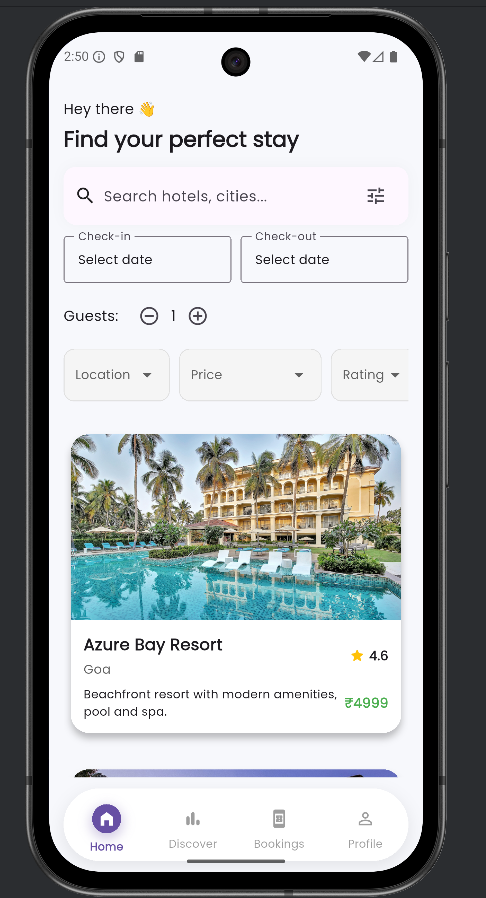 2:50
Hey there 👋
Find your perfect stay
Search hotels, cities...
Check-in
Check-out
Select date
Select date
Guests: 1
Location
Price
Rating
Azure Bay Resort
4.6
Goa
Beachfront resort with modern amenities,
pool and spa.
₹4999
Home
Discover
Bookings
Profile